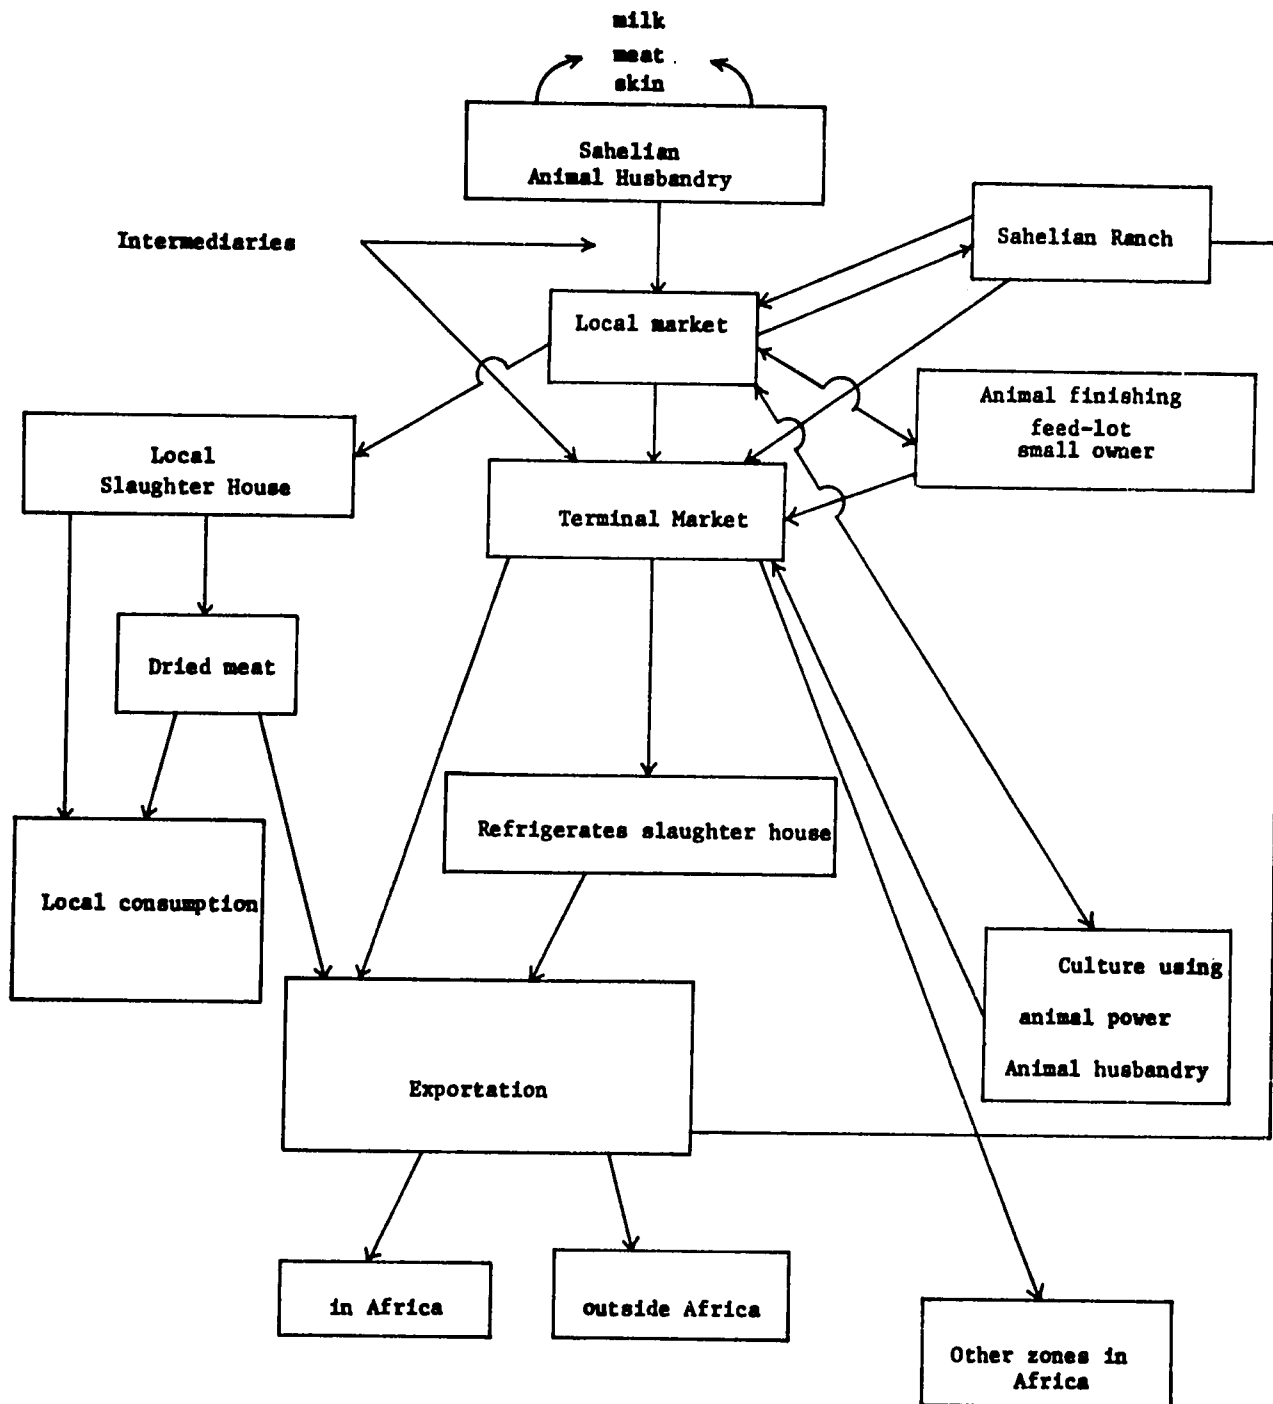 milk
meat
skin
Sahelian
Animal Husbandry
Intermediaries
Sahelian Ranch
Local market
Animal finishing
feed-lot
small owner
Local
Slaughter House
Terminal Market
Dried meat
Refrigerates slaughter house
Local consumption
Culture using
animal power
Animal husbandry
Exportation
in Africa
outside Africa
Other zones in
Africa